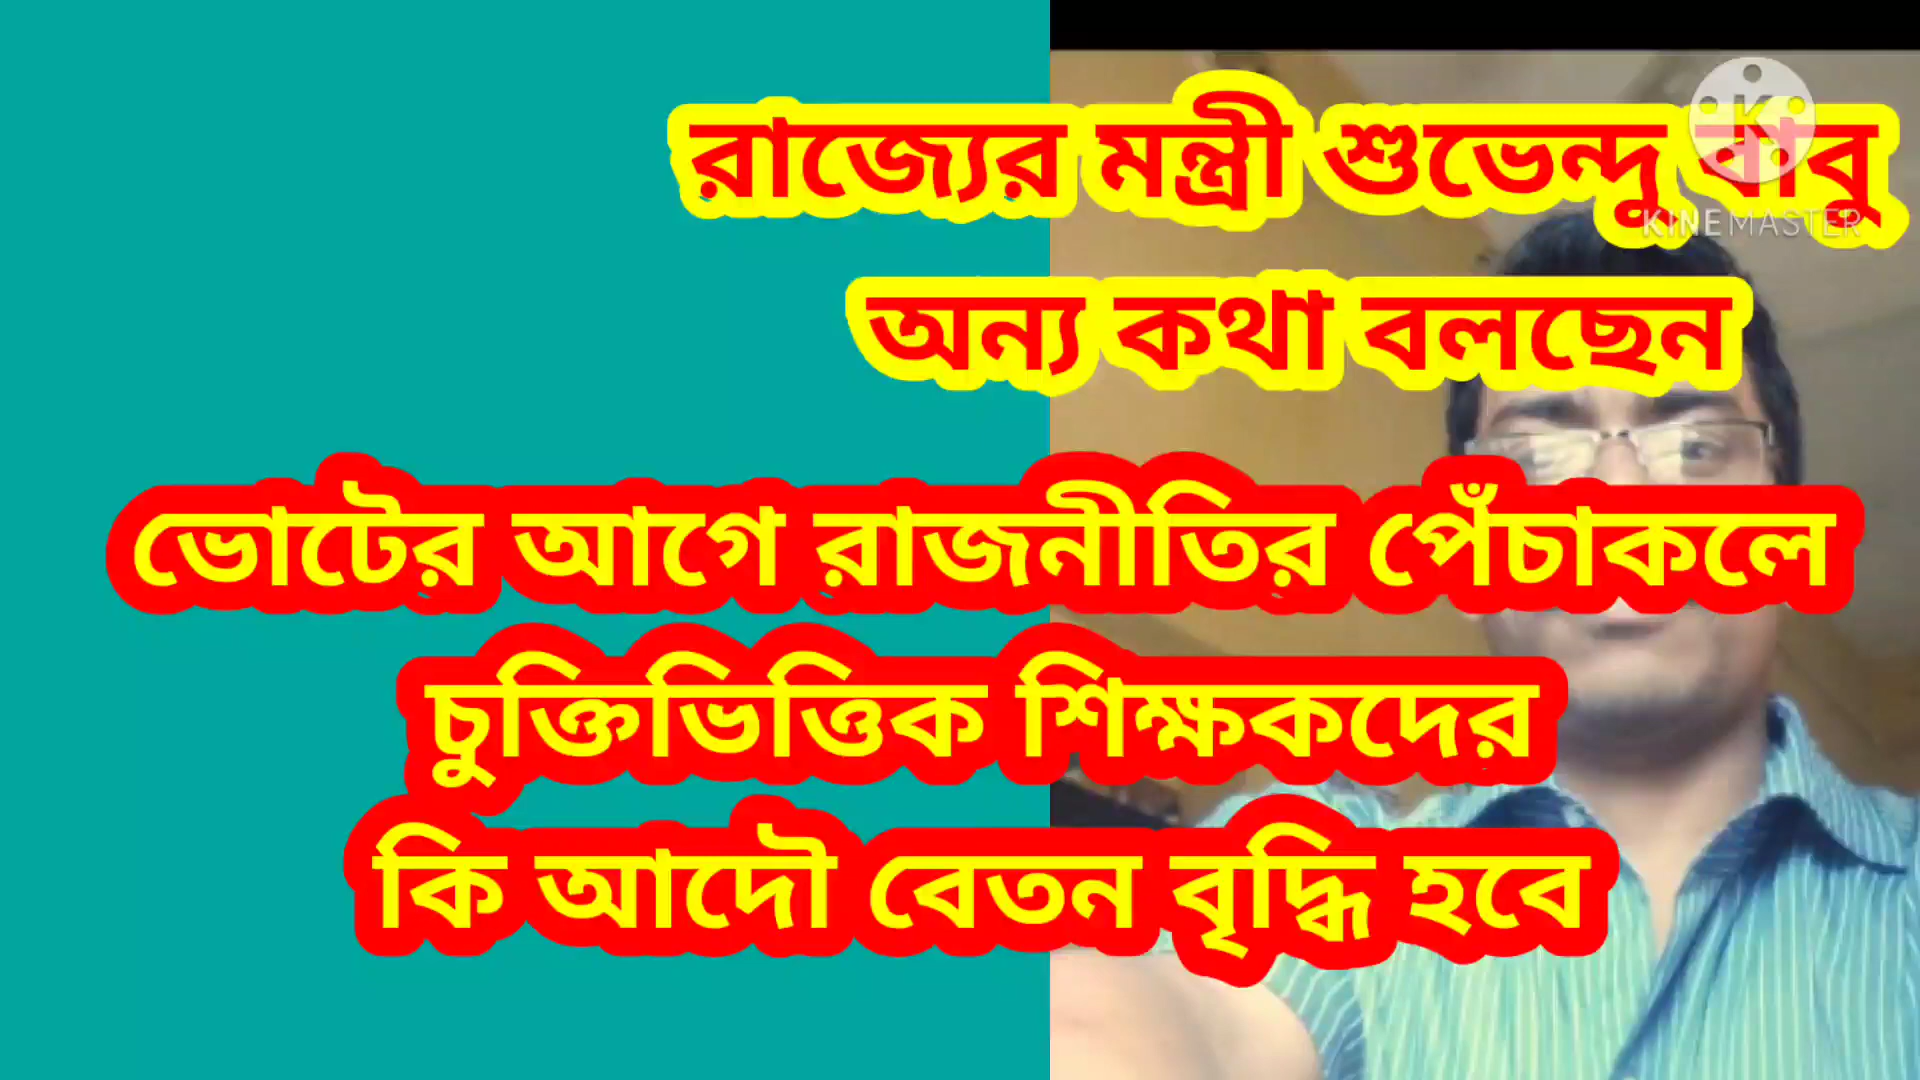 রাজ্যের মন্ত্রী শুভেন্দু বাবু
KINEMASTER
অন্য কথা বলছেন
ভোটের আগে রাজনীতির পেঁচাকলে
চুক্তিভিত্তিক শিক্ষকদের
কি আদৌ বেতন বৃদ্ধি হবে